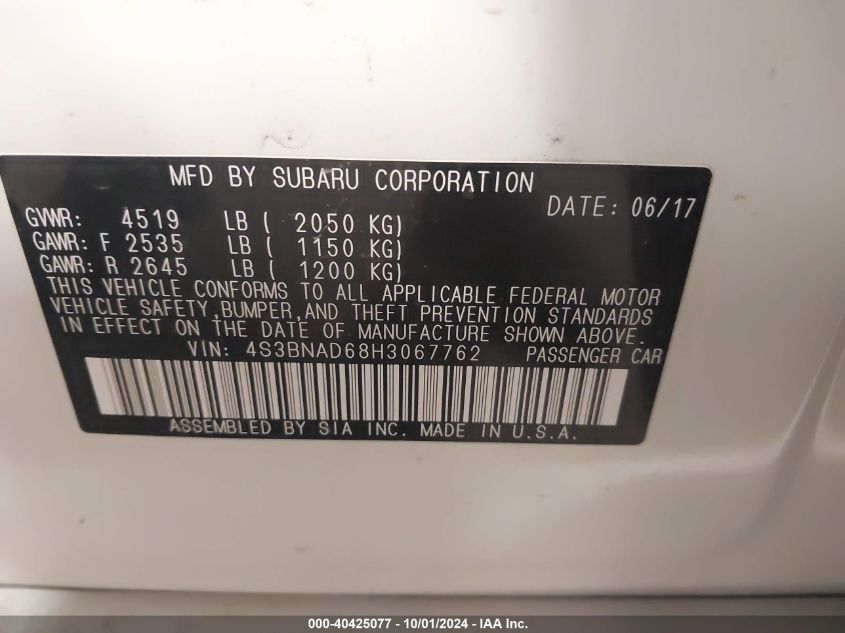 MFD BY SUBARU CORPORATION
DATE: 06/17
GVWR: 4519 LB ( 2050 KG)
GAWR: F 2535 LB ( 1150 KG)
GAWR: R 2645 LB ( 1200 KG)
THIS VEHICLE CONFORMS TO ALL APPLICABLE FEDERAL MOTOR
VEHICLE SAFETY,BUMPER,AND THEFT PREVENTION STANDARDS
IN EFFECT ON THE DATE OF MANUFACTURE SHOWN ABOVE.
VIN: 4S3BNAD68H3067762 PASSENGER CAR
ASSEMBLED BY SIA INC. MADE IN U.S.A.
000-40425077 - 10/01/2024 - IAA Inc.